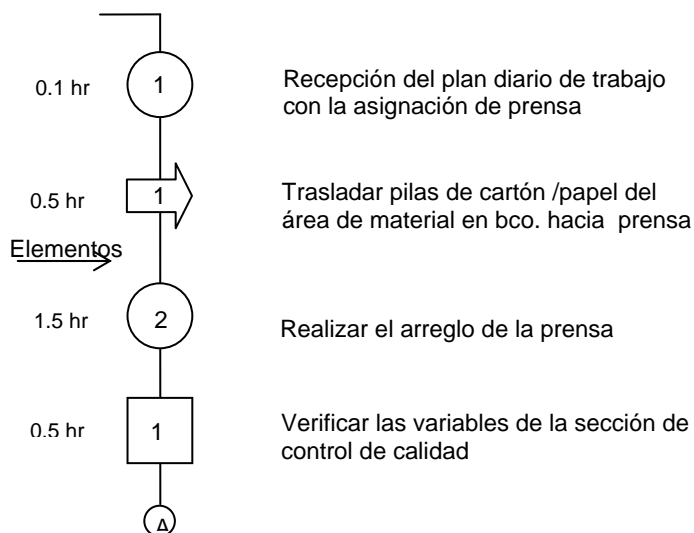 0.1 hr
1
Recepción del plan diario de trabajo
con la asignación de prensa
0.5 hr
1
Trasladar pilas de cartón /papel del
área de material en bco. hacia prensa
Elementos
1.5 hr
2
Realizar el arreglo de la prensa
0.5 hr
1
Verificar las variables de la sección de
control de calidad
A